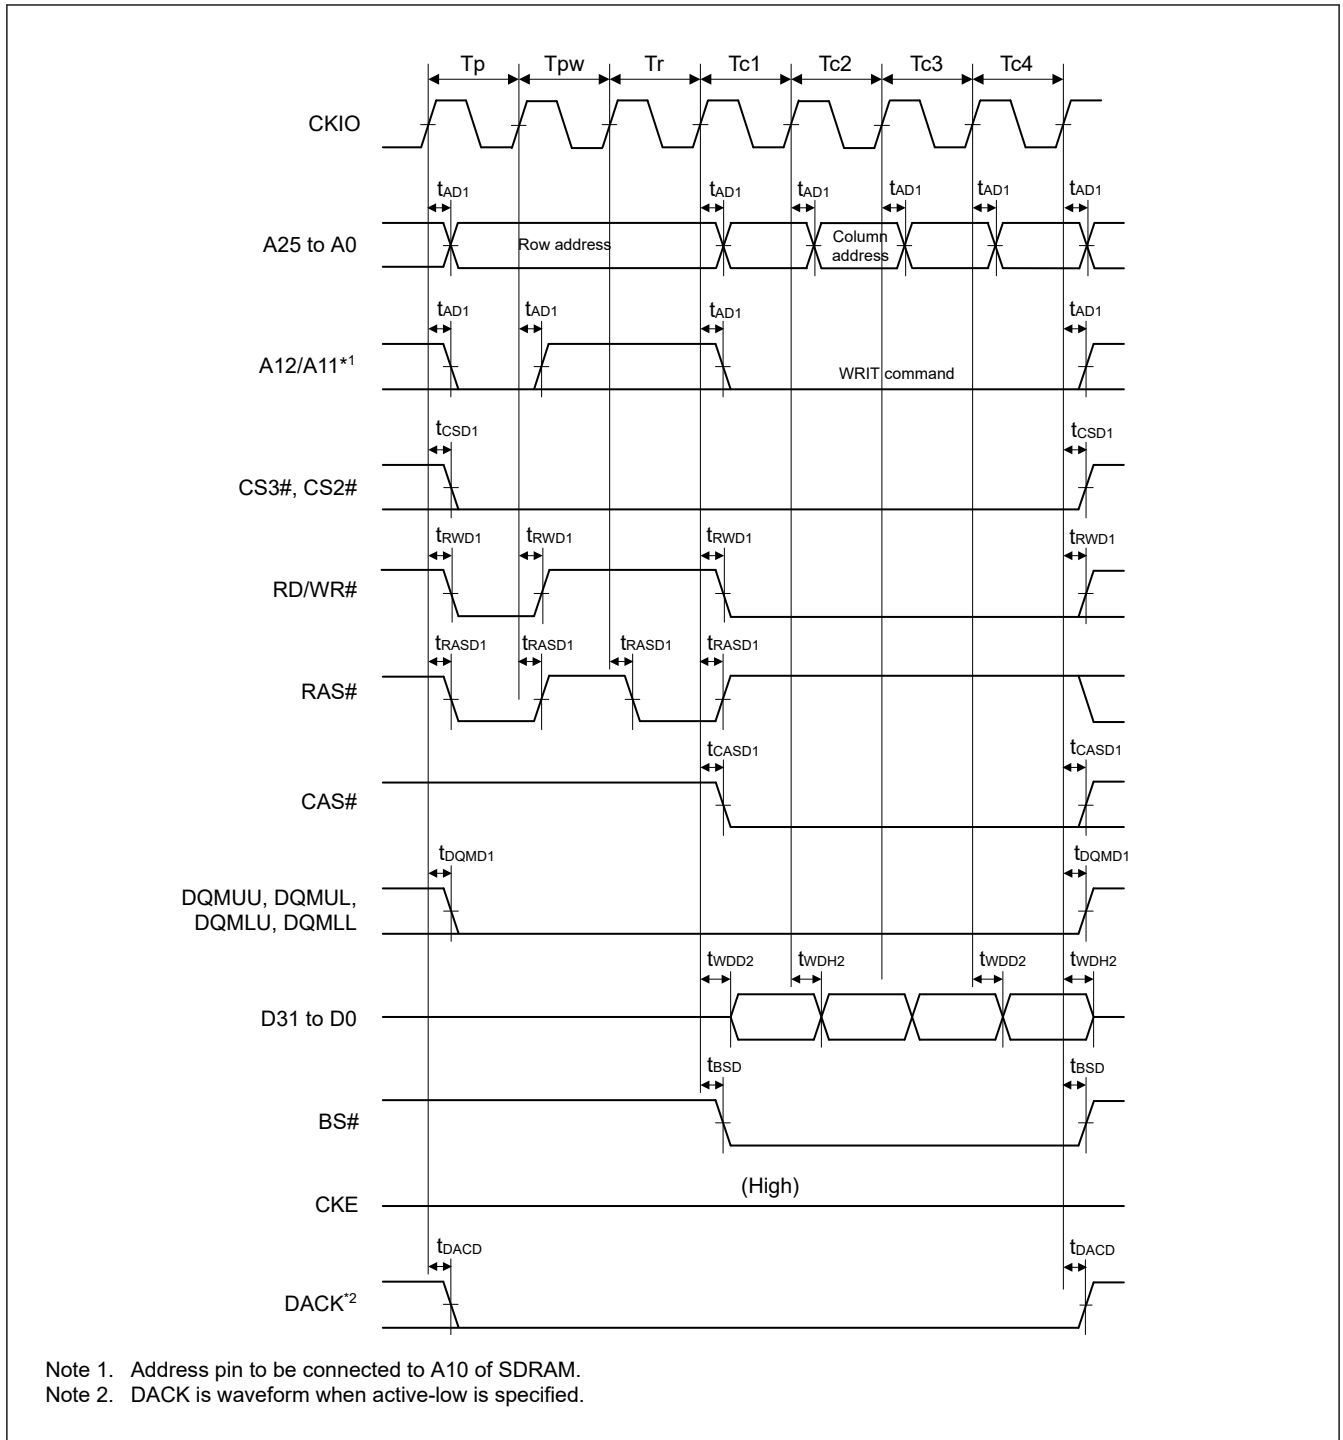 Tp Tpw Tr Tc1 Tc2 Tc3 Tc4
CKIO
tAD1 tAD1 tAD1 tAD1 tAD1 tAD1
A25 to A0
Row address
Column
address
tAD1 tAD1 tAD1 tAD1
A12/A11*1
WRIT command
tCSD1 tCSD1
CS3#, CS2#
tRWD1 tRWD1 tRWD1 tRWD1
RD/WR#
tRASD1 tRASD1 tRASD1 tRASD1
RAS#
tCASD1 tCASD1
CAS#
tDQMD1 tDQMD1
DQMUU, DQMUL,
DQMLU, DQMLL
tWDD2 tWDH2 tWDD2 tWDH2
D31 to D0
tBSD tBSD
BS#
(High)
CKE
tDACD tDACD
DACK*2
Note 1. Address pin to be connected to A10 of SDRAM.
Note 2. DACK is waveform when active-low is specified.